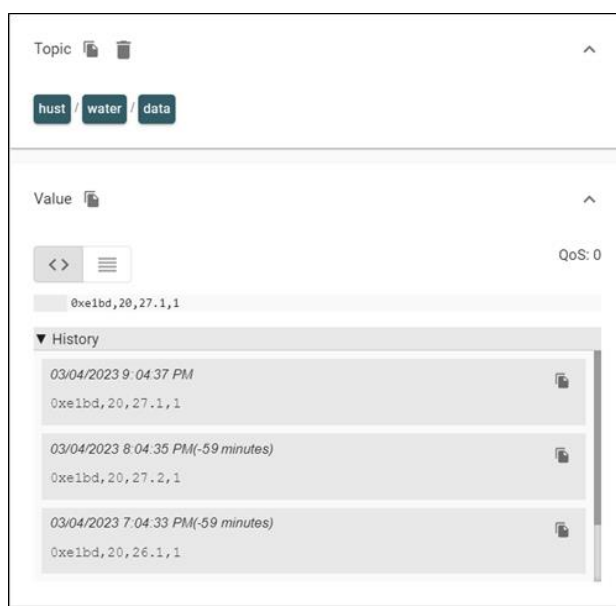 Topic
hust / water / data
Value
QoS: 0
0xe1bd,20,27.1,1
▼ History
03/04/2023 9:04:37 PM
0xe1bd,20,27.1,1
03/04/2023 8:04:35 PM(-59 minutes)
0xe1bd,20,27.2,1
03/04/2023 7:04:33 PM(-59 minutes)
0xe1bd,20,26.1,1